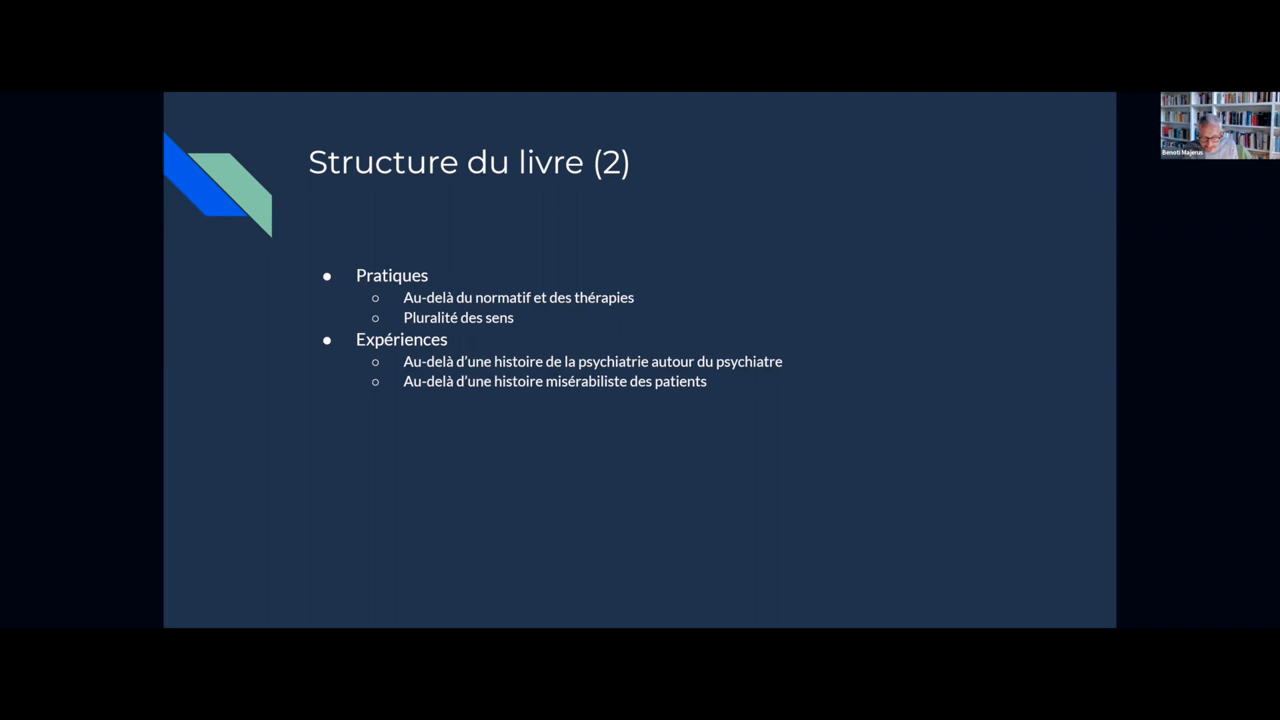 Structure du livre (2)
● Pratiques
○ Au-delà du normatif et des thérapies
○ Pluralité des sens
● Expériences
○ Au-delà d’une histoire de la psychiatrie autour du psychiatre
○ Au-delà d’une histoire misérabiliste des patients
Benoti Majerus